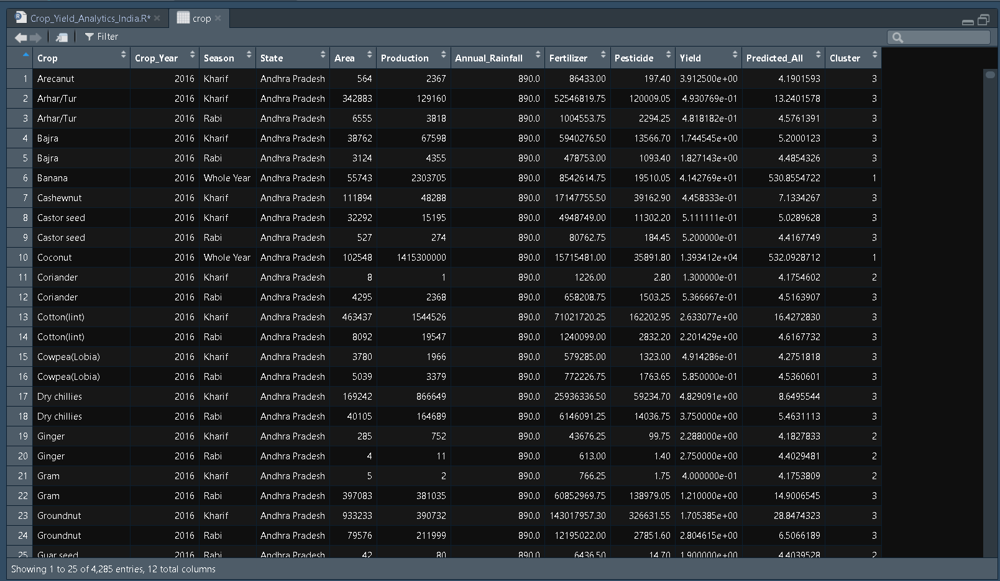 Crop_Yield_Analytics_India.R* crop
Filter
Crop Crop_Year Season State Area Production Annual_Rainfall Fertilizer Pesticide Yield Predicted_All Cluster
1 Arecanut 2016 Kharif Andhra Pradesh 564 2367 890.0 86433.00 197.40 3.912500e+00 4.1901593 3
2 Arhar/Tur 2016 Kharif Andhra Pradesh 342883 129160 890.0 52546819.75 120009.05 4.930769e-01 13.2401578 3
3 Arhar/Tur 2016 Rabi Andhra Pradesh 6555 3818 890.0 1004553.75 2294.25 4.818182e-01 4.5761391 3
4 Bajra 2016 Kharif Andhra Pradesh 38762 67598 890.0 5940276.50 13566.70 1.744545e+00 5.2000123 3
5 Bajra 2016 Rabi Andhra Pradesh 3124 4355 890.0 478753.00 1093.40 1.827143e+00 4.4854326 3
6 Banana 2016 Whole Year Andhra Pradesh 55743 2303705 890.0 8542614.75 19510.05 4.142769e+01 530.8554722 1
7 Cashewnut 2016 Kharif Andhra Pradesh 111894 48288 890.0 17147755.50 39162.90 4.458333e-01 7.1334267 3
8 Castor seed 2016 Kharif Andhra Pradesh 32292 15195 890.0 4948749.00 11302.20 5.111111e-01 5.0289628 3
9 Castor seed 2016 Rabi Andhra Pradesh 527 274 890.0 80762.75 184.45 5.200000e-01 4.4167749 3
10 Coconut 2016 Whole Year Andhra Pradesh 102548 1415300000 890.0 15715481.00 35891.80 1.393412e+04 532.0928712 1
11 Coriander 2016 Kharif Andhra Pradesh 8 1 890.0 1226.00 2.80 1.300000e-01 4.1754602 2
12 Coriander 2016 Rabi Andhra Pradesh 4295 2368 890.0 658208.75 1503.25 5.366667e-01 4.5163907 3
13 Cotton(lint) 2016 Kharif Andhra Pradesh 463437 1544526 890.0 71021720.25 162202.95 2.633077e+00 16.4272830 3
14 Cotton(lint) 2016 Rabi Andhra Pradesh 8092 19547 890.0 1240099.00 2832.20 2.201429e+00 4.6167732 3
15 Cowpea(Lobia) 2016 Kharif Andhra Pradesh 3780 1966 890.0 579285.00 1323.00 4.914286e-01 4.2751818 3
16 Cowpea(Lobia) 2016 Rabi Andhra Pradesh 5039 3379 890.0 772226.75 1763.65 5.850000e-01 4.5360601 3
17 Dry chillies 2016 Kharif Andhra Pradesh 169242 866649 890.0 25936336.50 59234.70 4.829091e+00 8.6495544 3
18 Dry chillies 2016 Rabi Andhra Pradesh 40105 164689 890.0 6146091.25 14036.75 3.750000e+00 5.4631113 3
19 Ginger 2016 Kharif Andhra Pradesh 285 752 890.0 43676.25 99.75 2.288000e+00 4.1827833 2
20 Ginger 2016 Rabi Andhra Pradesh 4 11 890.0 613.00 1.40 2.750000e+00 4.4029481 2
21 Gram 2016 Kharif Andhra Pradesh 5 2 890.0 766.25 1.75 4.000000e-01 4.1753809 2
22 Gram 2016 Rabi Andhra Pradesh 397083 381035 890.0 60852969.75 138979.05 1.210000e+00 14.9006545 3
23 Groundnut 2016 Kharif Andhra Pradesh 933233 390732 890.0 143017957.30 326631.55 1.705385e+00 28.8474323 3
24 Groundnut 2016 Rabi Andhra Pradesh 79576 211999 890.0 12195022.00 27851.60 2.804615e+00 6.5066189 3
25 Guar seed 2016 Rabi Andhra Pradesh 42 80 890.0 6436.50 14.70 1.900000e+00 4.4039528 2
Showing 1 to 25 of 4,285 entries, 12 total columns